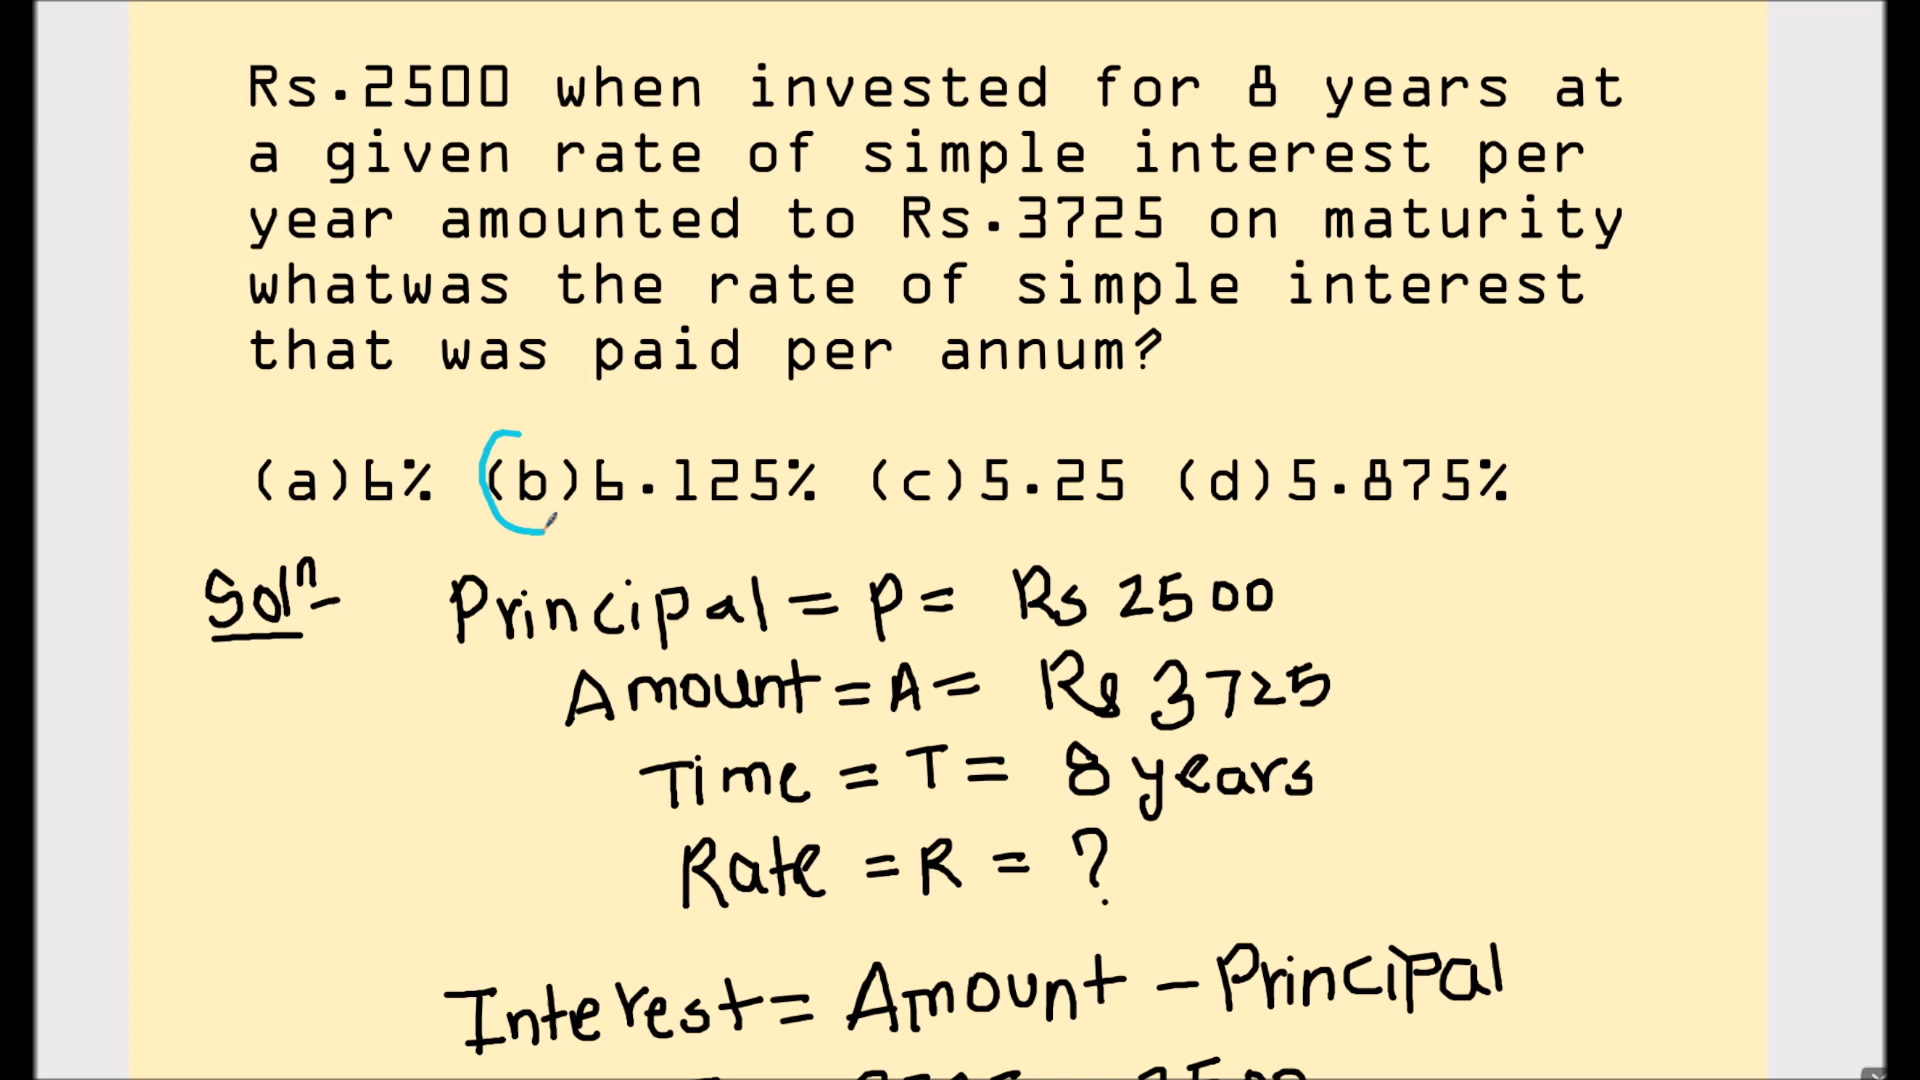 Rs.2500 when invested for 8 years at
a given rate of simple interest per
year amounted to Rs.3725 on maturity
whatwas the rate of simple interest
that was paid per annum?
(a)6% (b)6.125% (c)5.25 (d)5.875%
Solⁿ- Principal = P = Rs 2500
Amount = A = Rs 3725
Time = T = 8 years
Rate = R = ?
Interest = Amount - Principal